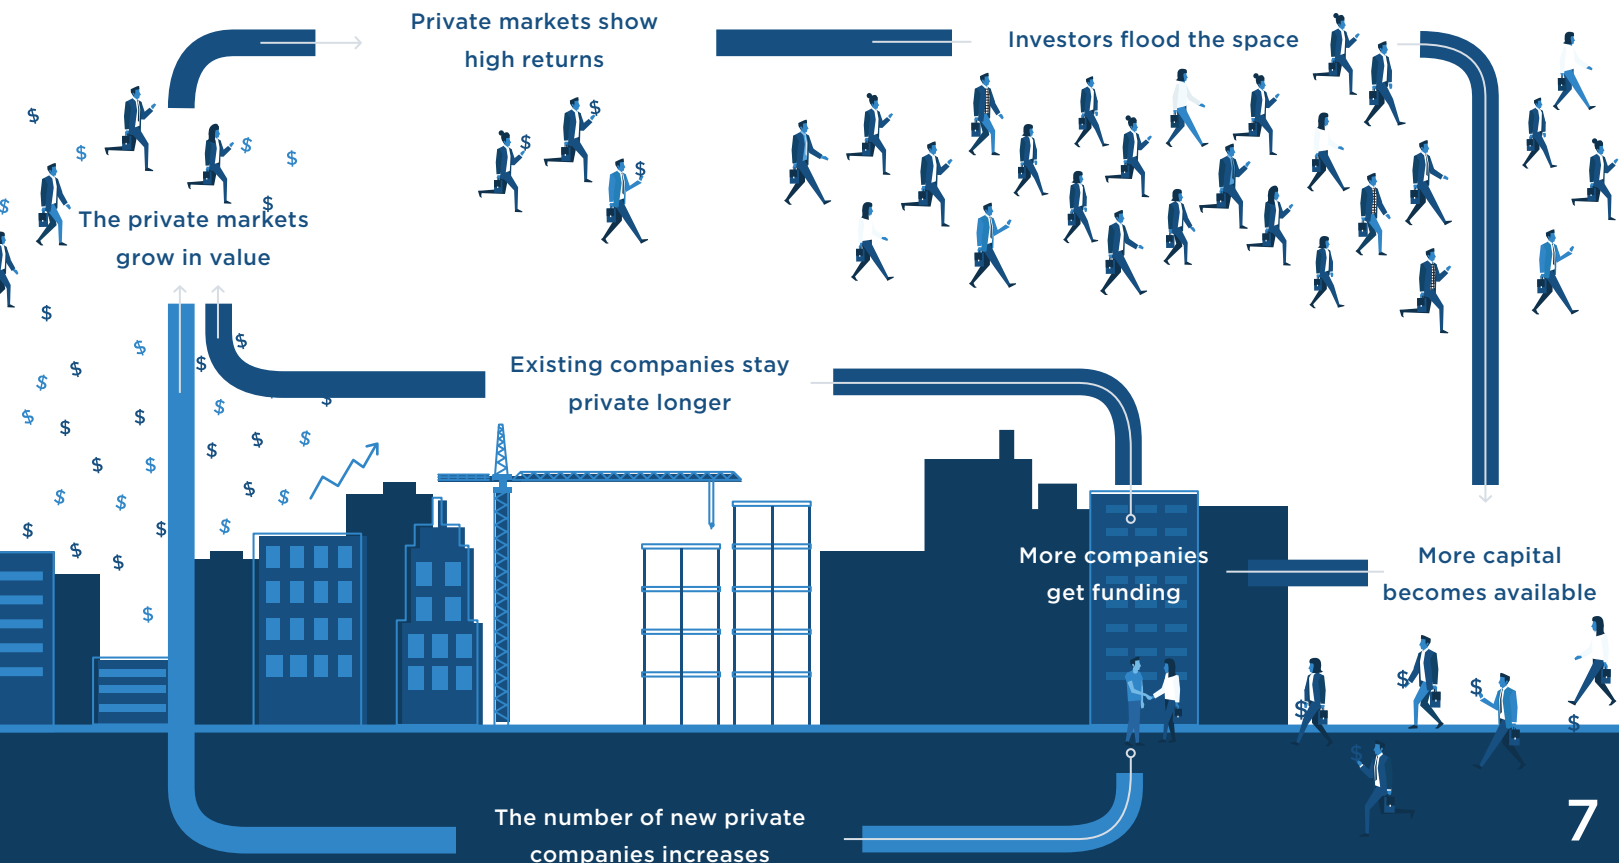 Private markets show
high returns
Investors flood the space
The private markets
grow in value
Existing companies stay
private longer
More companies
get funding
More capital
becomes available
The number of new private
companies increases
7